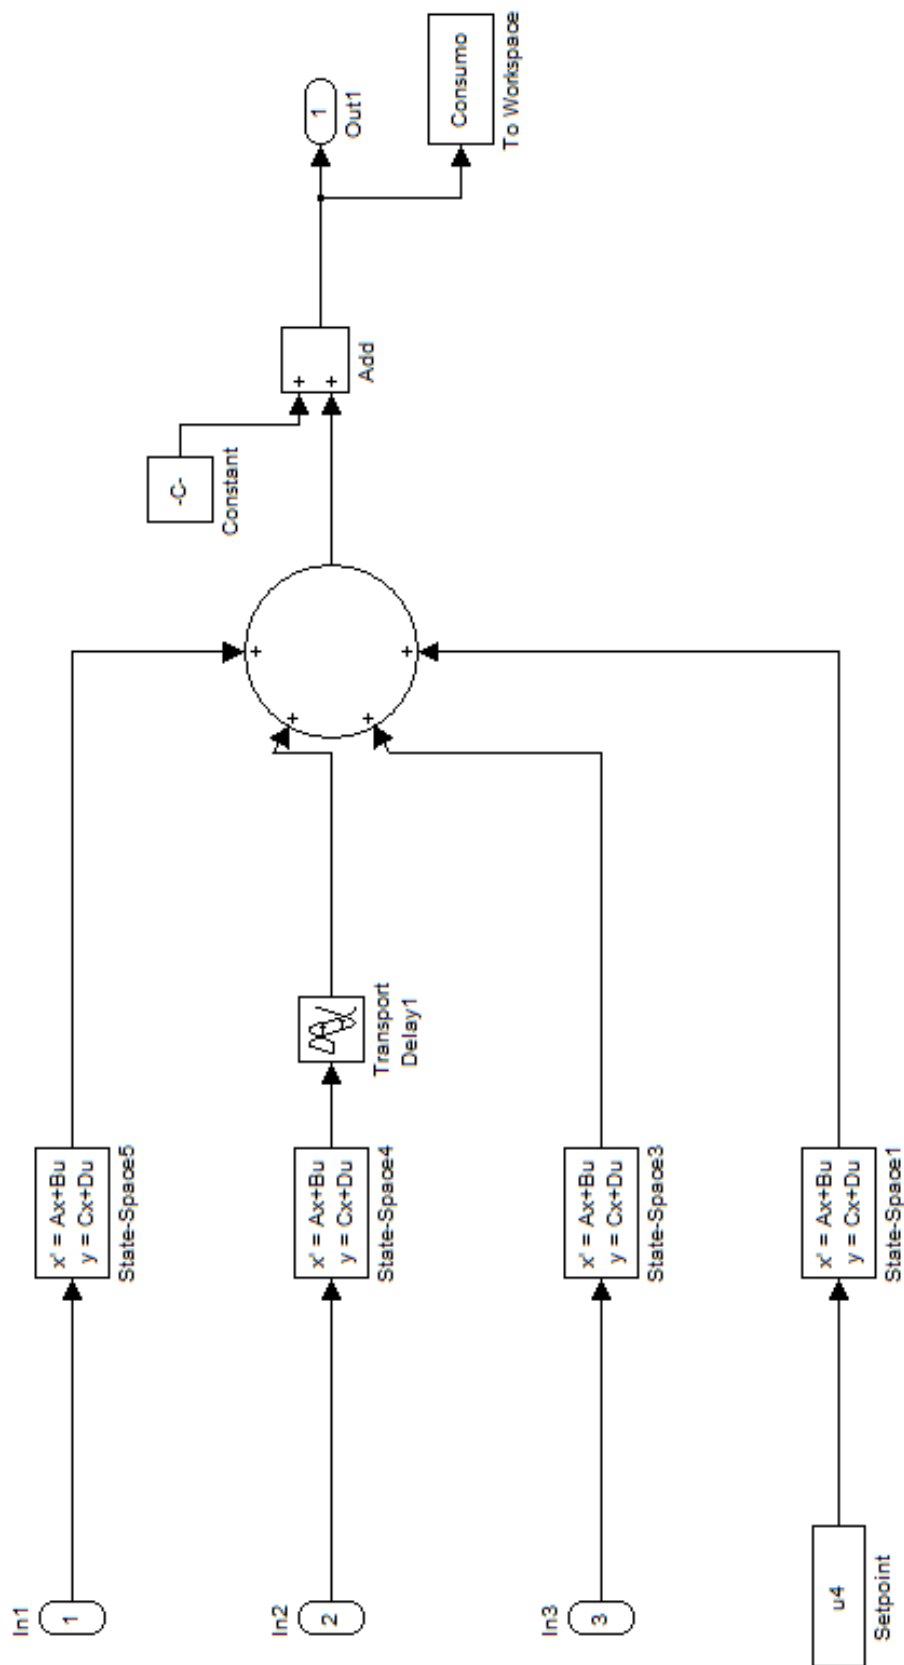 In1
1
x' = Ax+Bu
y = Cx+Du
State-Space5
+
-C-
Constant
In2
2
x' = Ax+Bu
y = Cx+Du
State-Space4
Transport
Delay1
+
+
+
Add
1
Out1
In3
3
x' = Ax+Bu
y = Cx+Du
State-Space3
+
+
Consumo
To Workspace
u4
Setpoint
x' = Ax+Bu
y = Cx+Du
State-Space1